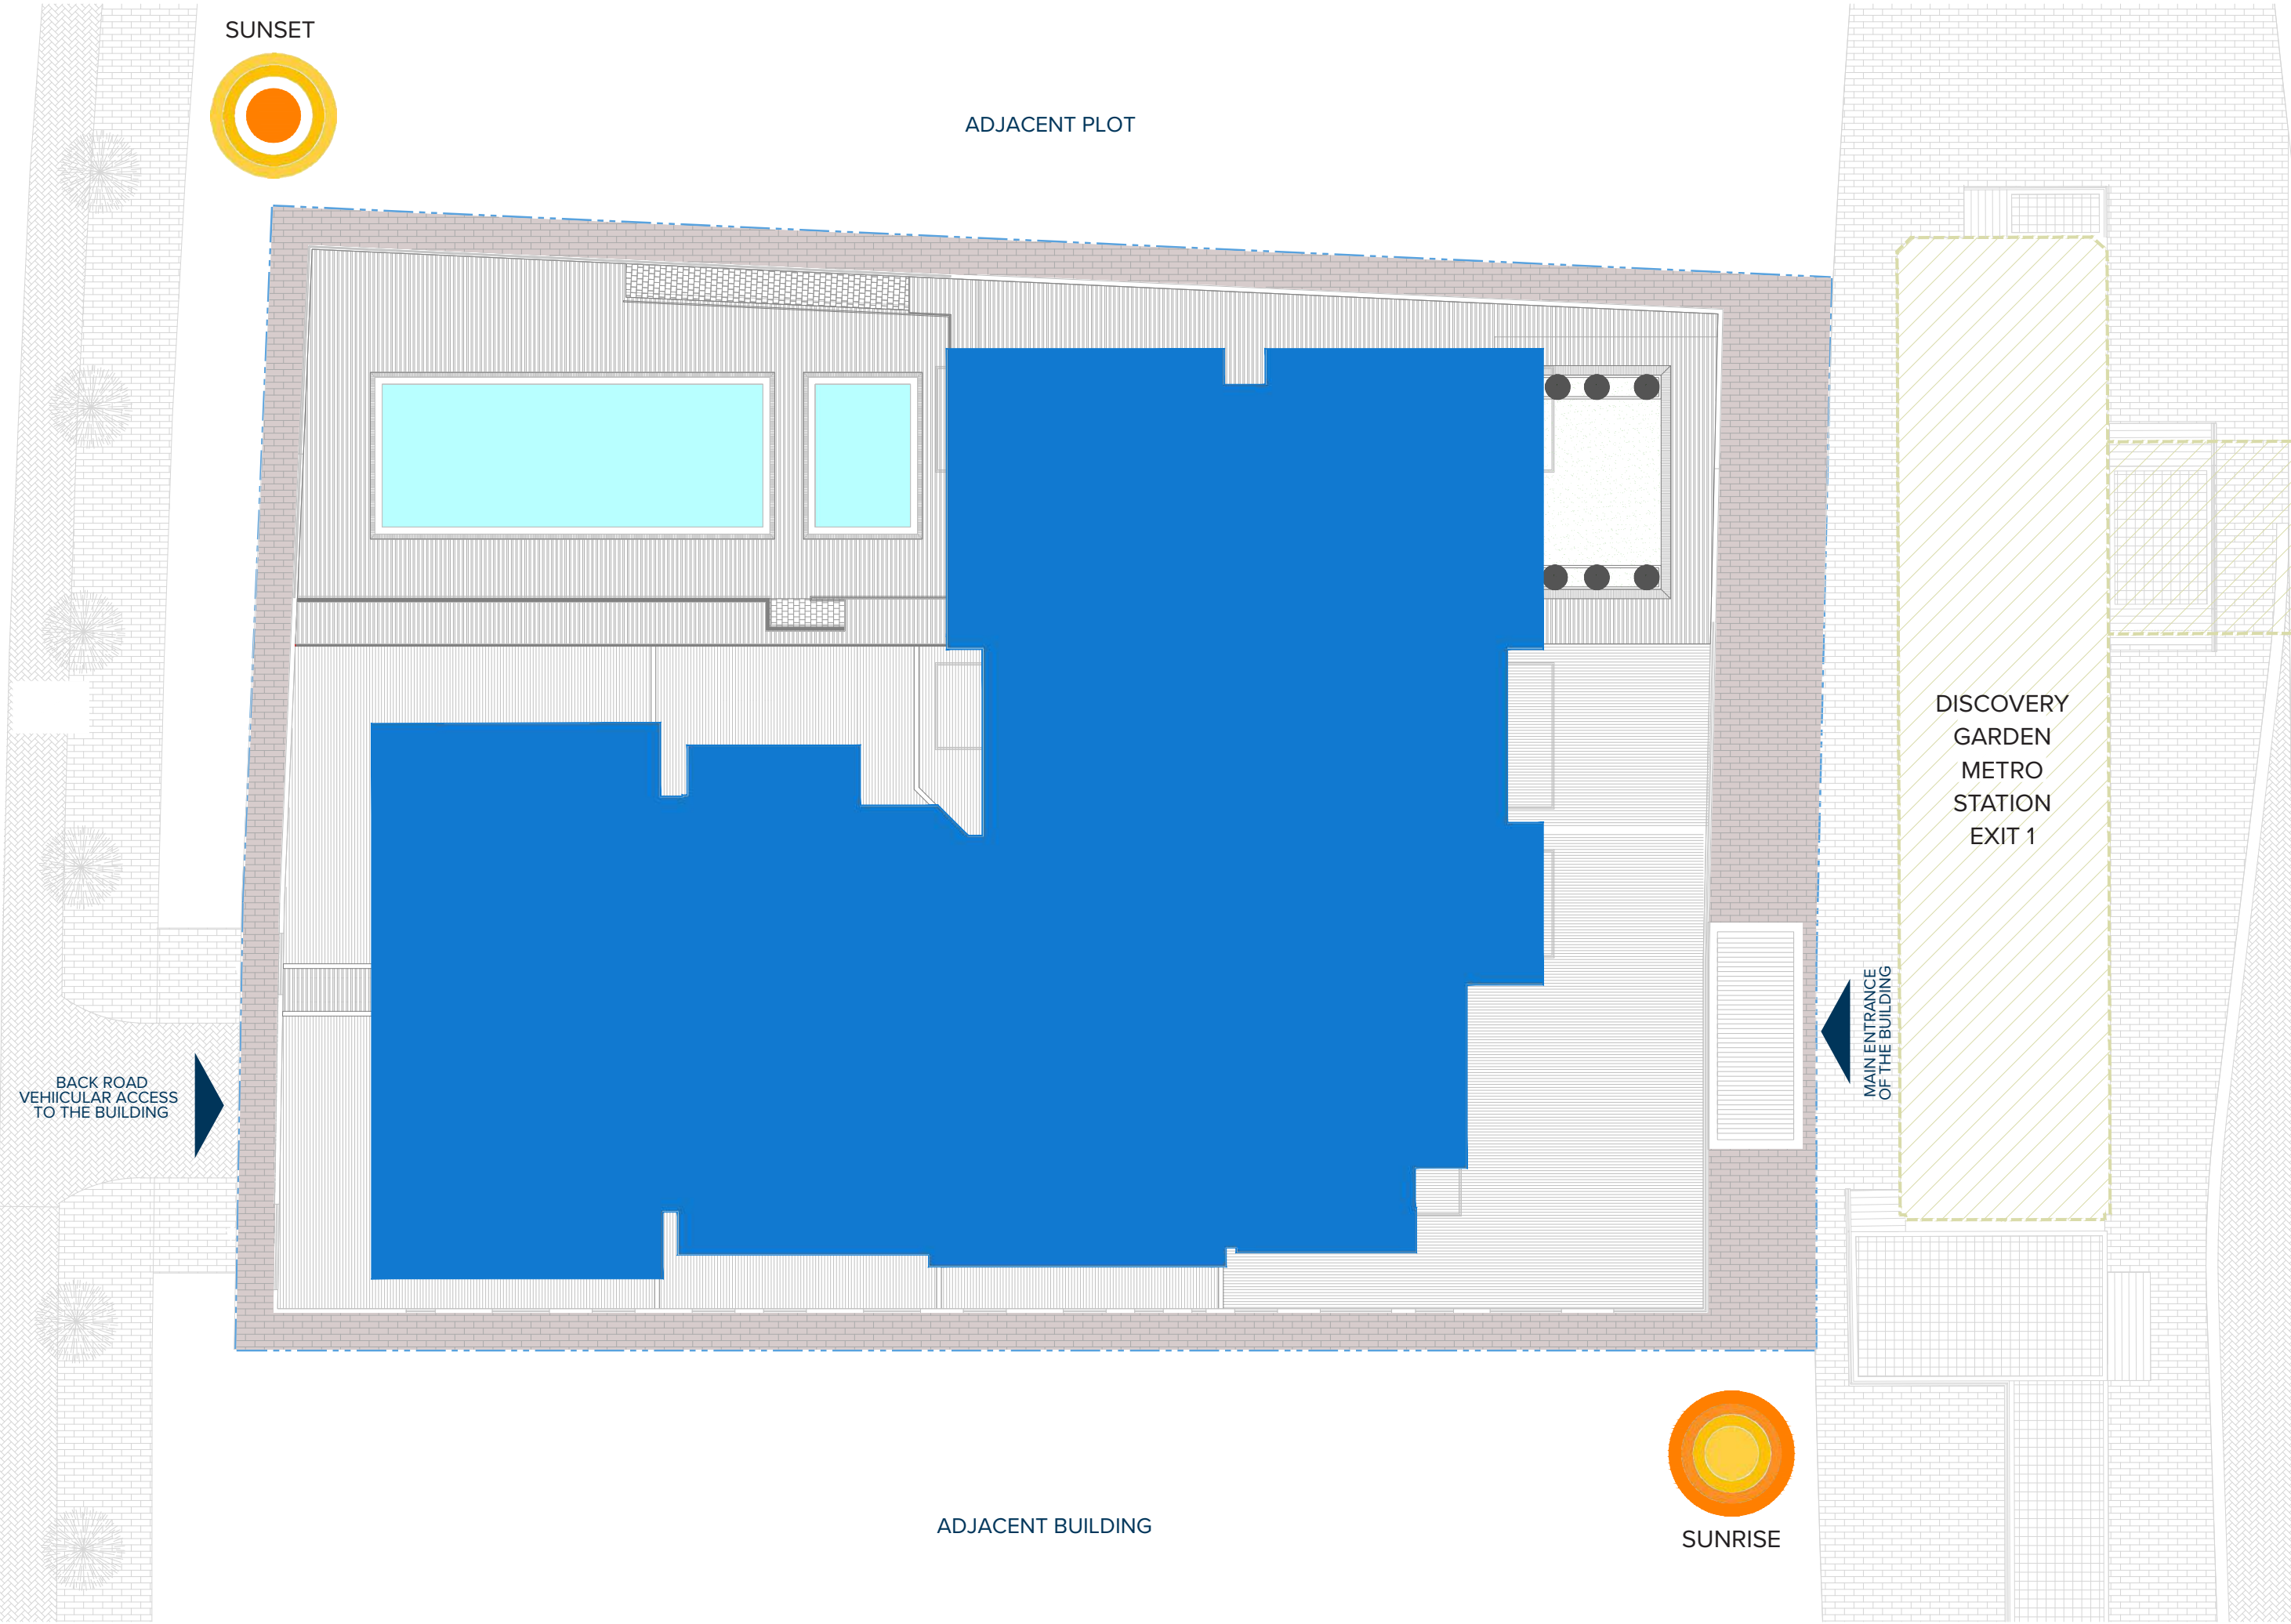 SUNSET
ADJACENT PLOT
DISCOVERY
GARDEN
METRO
STATION
EXIT 1
MAIN ENTRANCE
OF THE BUILDING
BACK ROAD
VEHIICULAR ACCESS
TO THE BUILDING
ADJACENT BUILDING
SUNRISE